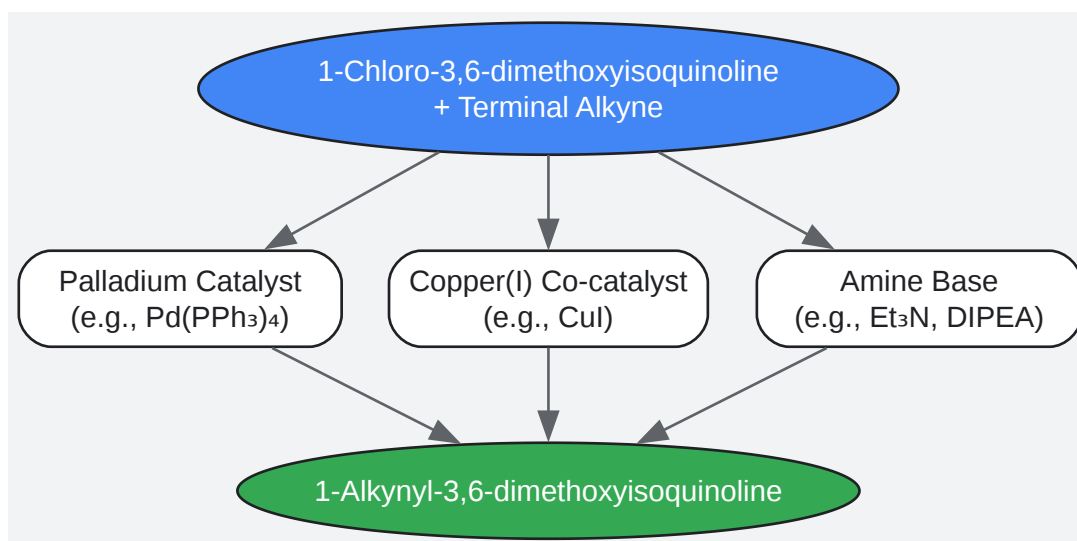 1-Chloro-3,6-dimethoxyisoquinoline
+ Terminal Alkyne
Palladium Catalyst
(e.g., Pd(PPh₃)₄)
Copper(I) Co-catalyst
(e.g., CuI)
Amine Base
(e.g., Et₃N, DIPEA)
1-Alkynyl-3,6-dimethoxyisoquinoline